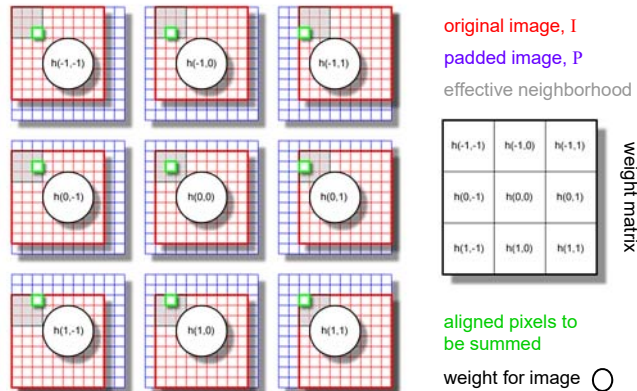 h(-1,-1) h(-1,0) h(-1,1)
h(0,-1) h(0,0) h(0,1)
h(1,-1) h(1,0) h(1,1)
original image, I
padded image, P
effective neighborhood
h(-1,-1) h(-1,0) h(-1,1)
h(0,-1) h(0,0) h(0,1)
h(1,-1) h(1,0) h(1,1)
weight matrix
aligned pixels to
be summed
weight for image